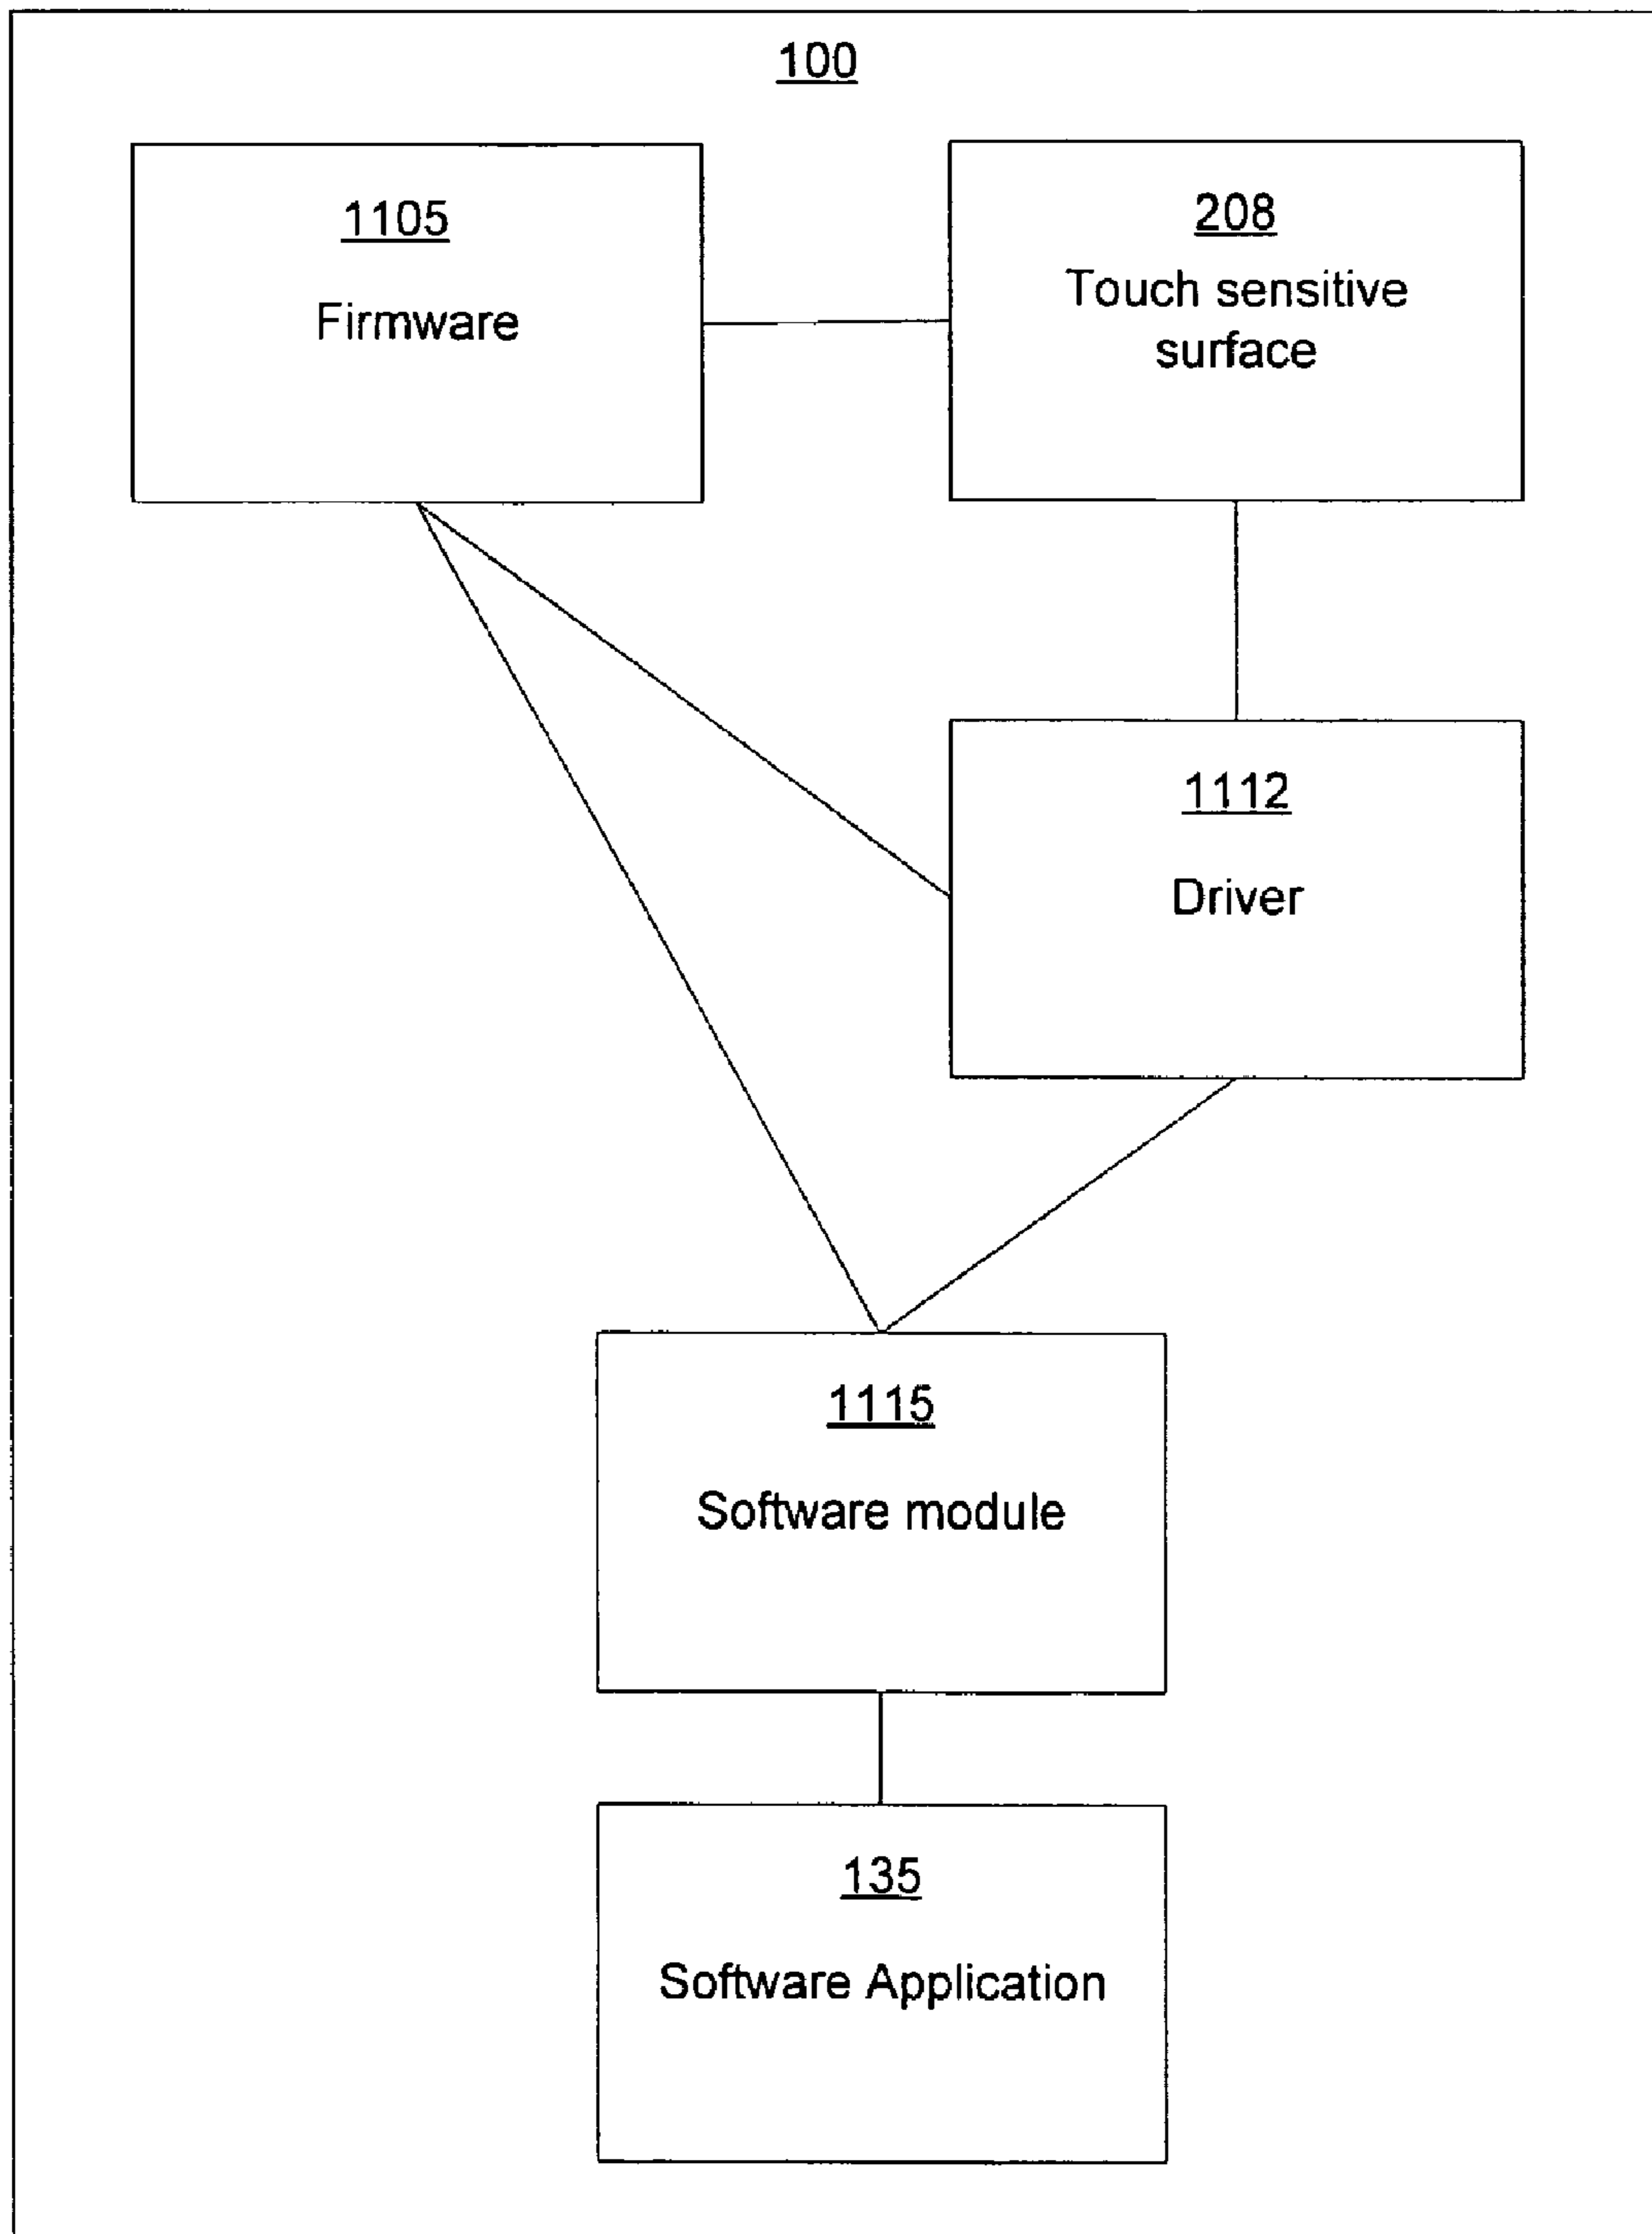 100
1105
Firmware
208
Touch sensitive
surface
1112
Driver
1115
Software module
135
Software Application